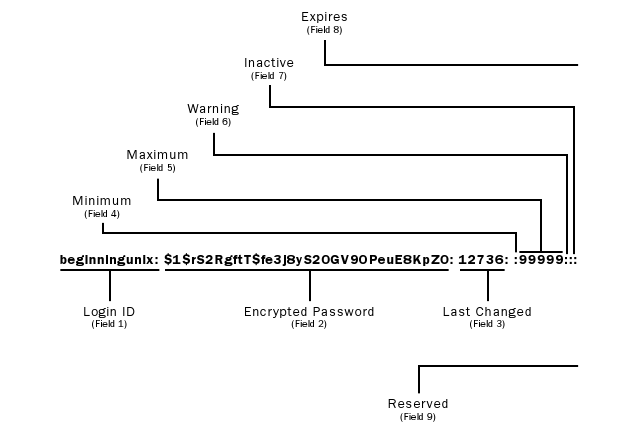 Expires
(Field 8)
Inactive
(Field 7)
Warning
(Field 6)
Maximum
(Field 5)
Minimum
(Field 4)
beginningunix: $1$rS2RgftT$fe3j8yS2OGV9OPeuE8KpZ0: 12736: :99999:::
Login ID
(Field 1)
Encrypted Password
(Field 2)
Last Changed
(Field 3)
Reserved
(Field 9)